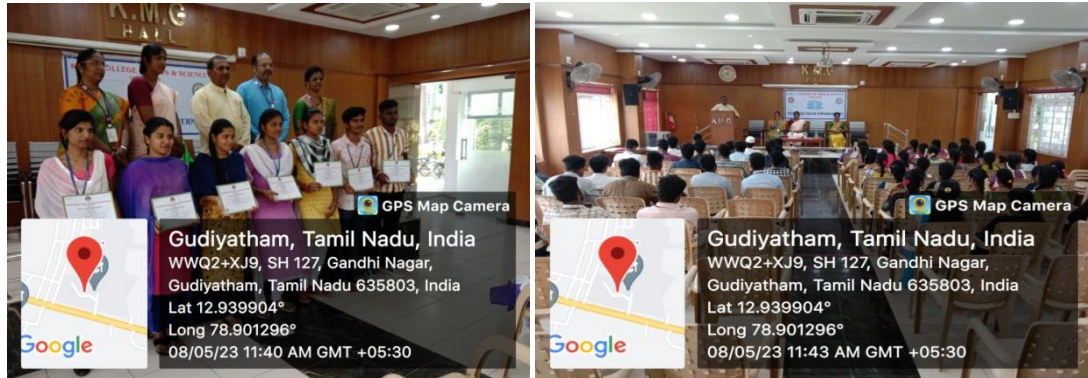 K.M.G
HALL
COLLEGE
GPS Map Camera
Gudiyatham, Tamil Nadu, India
WWQ2+XJ9, SH 127, Gandhi Nagar,
Gudiyatham, Tamil Nadu 635803, India
Lat 12.939904°
Long 78.901296°
08/05/23 11:40 AM GMT +05:30
Google
K.M.G
K M G
GPS Map Camera
Gudiyatham, Tamil Nadu, India
WWQ2+XJ9, SH 127, Gandhi Nagar,
Gudiyatham, Tamil Nadu 635803, India
Lat 12.939904°
Long 78.901296°
08/05/23 11:43 AM GMT +05:30
Google